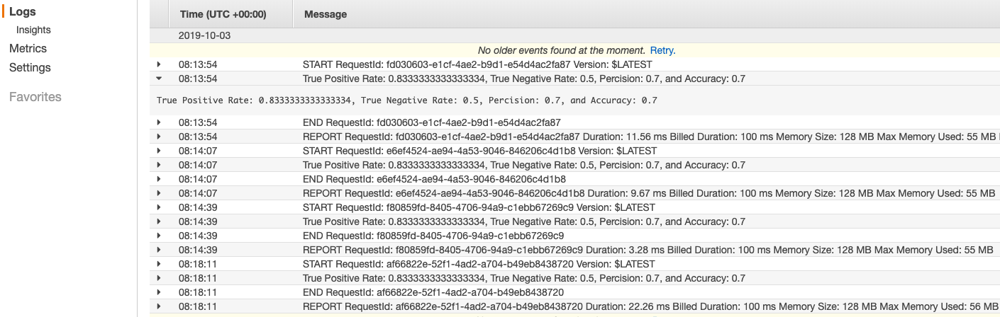 Logs
Insights
Metrics
Settings
Favorites
Time (UTC +00:00) Message
2019-10-03
No older events found at the moment. Retry.
08:13:54 START RequestId: fd030603-e1cf-4ae2-b9d1-e54d4ac2fa87 Version: $LATEST
08:13:54 True Positive Rate: 0.8333333333333334, True Negative Rate: 0.5, Percision: 0.7, and Accuracy: 0.7
True Positive Rate: 0.8333333333333334, True Negative Rate: 0.5, Percision: 0.7, and Accuracy: 0.7
08:13:54 END RequestId: fd030603-e1cf-4ae2-b9d1-e54d4ac2fa87
08:13:54 REPORT RequestId: fd030603-e1cf-4ae2-b9d1-e54d4ac2fa87 Duration: 11.56 ms Billed Duration: 100 ms Memory Size: 128 MB Max Memory Used: 55 MB
08:14:07 START RequestId: e6ef4524-ae94-4a53-9046-846206c4d1b8 Version: $LATEST
08:14:07 True Positive Rate: 0.8333333333333334, True Negative Rate: 0.5, Percision: 0.7, and Accuracy: 0.7
08:14:07 END RequestId: e6ef4524-ae94-4a53-9046-846206c4d1b8
08:14:07 REPORT RequestId: e6ef4524-ae94-4a53-9046-846206c4d1b8 Duration: 9.67 ms Billed Duration: 100 ms Memory Size: 128 MB Max Memory Used: 55 MB
08:14:39 START RequestId: f80859fd-8405-4706-94a9-c1ebb67269c9 Version: $LATEST
08:14:39 True Positive Rate: 0.8333333333333334, True Negative Rate: 0.5, Percision: 0.7, and Accuracy: 0.7
08:14:39 END RequestId: f80859fd-8405-4706-94a9-c1ebb67269c9
08:14:39 REPORT RequestId: f80859fd-8405-4706-94a9-c1ebb67269c9 Duration: 3.28 ms Billed Duration: 100 ms Memory Size: 128 MB Max Memory Used: 55 MB
08:18:11 START RequestId: af66822e-52f1-4ad2-a704-b49eb8438720 Version: $LATEST
08:18:11 True Positive Rate: 0.8333333333333334, True Negative Rate: 0.5, Percision: 0.7, and Accuracy: 0.7
08:18:11 END RequestId: af66822e-52f1-4ad2-a704-b49eb8438720
08:18:11 REPORT RequestId: af66822e-52f1-4ad2-a704-b49eb8438720 Duration: 22.26 ms Billed Duration: 100 ms Memory Size: 128 MB Max Memory Used: 56 MB